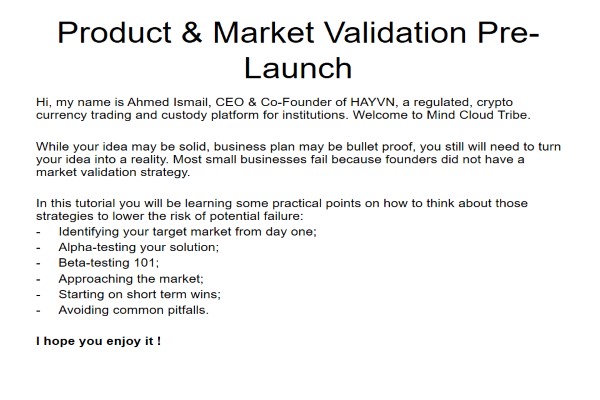 Product & Market Validation Pre-
Launch
Hi, my name is Ahmed Ismail, CEO & Co-Founder of HAYVN, a regulated, crypto
currency trading and custody platform for institutions. Welcome to Mind Cloud Tribe.
While your idea may be solid, business plan may be bullet proof, you still will need to turn
your idea into a reality. Most small businesses fail because founders did not have a
market validation strategy.
In this tutorial you will be learning some practical points on how to think about those
strategies to lower the risk of potential failure:
- Identifying your target market from day one;
- Alpha-testing your solution;
- Beta-testing 101;
- Approaching the market;
- Starting on short term wins;
- Avoiding common pitfalls.
I hope you enjoy it !